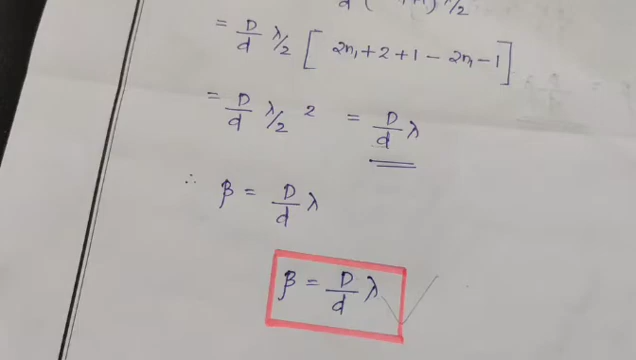 = D/d λ/2 [ 2n₁ + 2 + 1 − 2n₁ − 1 ]
= D/d λ/2 2 = D/d λ
∴ β = D/d λ
β = D/d λ